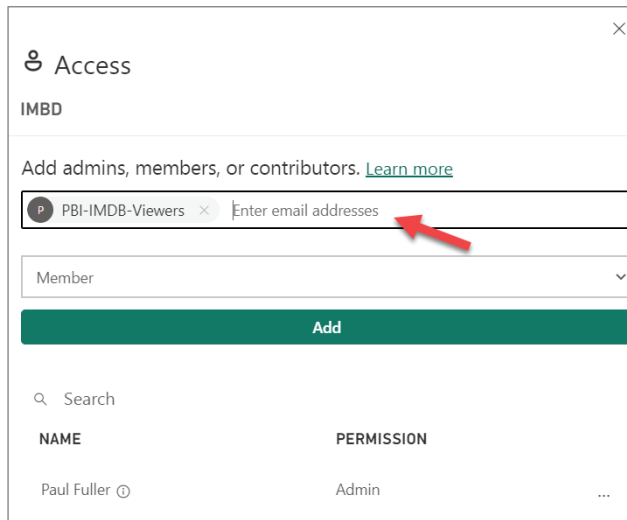 Access
IMBD
Add admins, members, or contributors. Learn more
P PBI-IMDB-Viewers Enter email addresses
Member
Add
Search
NAME PERMISSION
Paul Fuller Admin ...